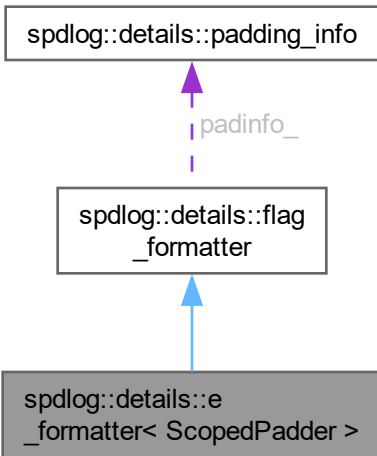 spdlog::details::padding_info
padinfo_
spdlog::details::flag
_formatter
spdlog::details::e
_formatter< ScopedPadder >